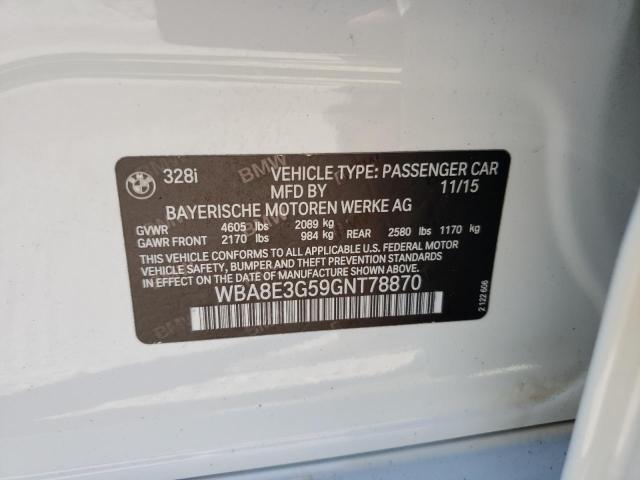 328i VEHICLE TYPE: PASSENGER CAR
MFD BY 11/15
BAYERISCHE MOTOREN WERKE AG
GVWR 4605 lbs 2089 kg
GAWR FRONT 2170 lbs 984 kg REAR 2580 lbs 1170 kg
THIS VEHICLE CONFORMS TO ALL APPLICABLE U.S. FEDERAL MOTOR
VEHICLE SAFETY, BUMPER, AND THEFT PREVENTION STANDARDS
IN EFFECT ON THE DATE OF MANUFACTURE SHOWN ABOVE.
WBA8E3G59GNT78870
2 122 606
BMW